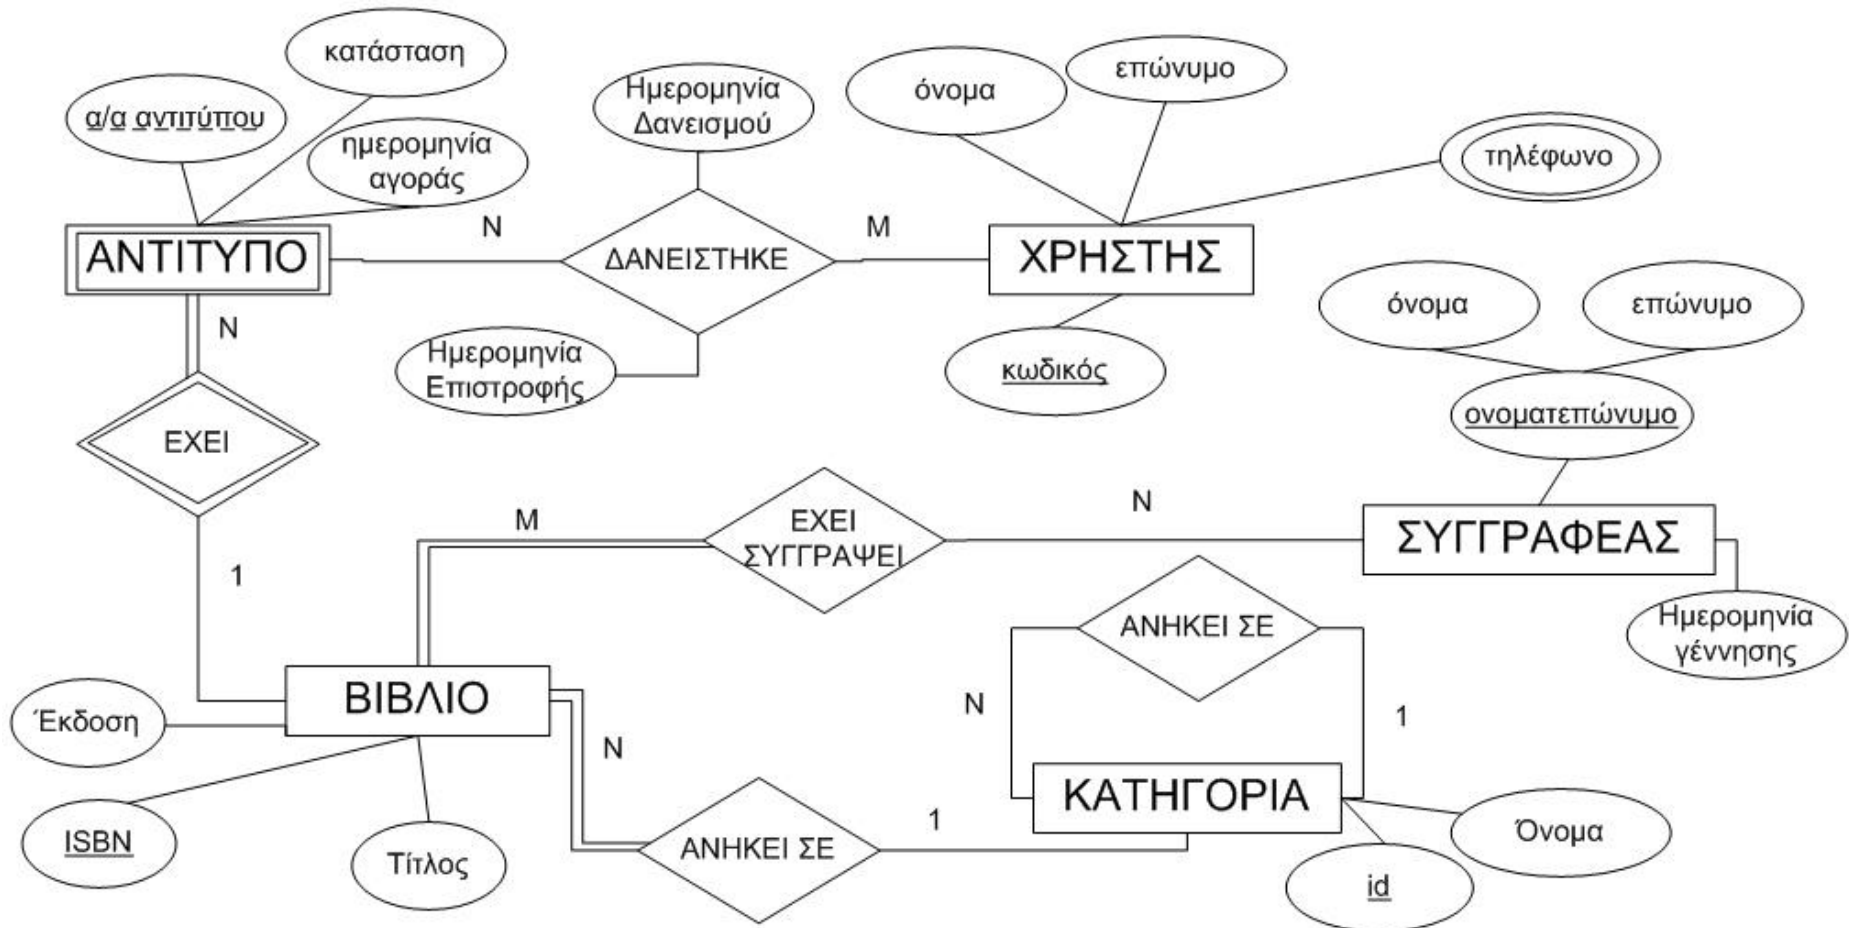 κατάσταση
α/α αντιτύπου
ημερομηνία
αγοράς
ΑΝΤΙΤΥΠΟ
Ημερομηνία
Δανεισμού
όνομα
επώνυμο
τηλέφωνο
N
ΔΑΝΕΙΣΤΗΚΕ
M
ΧΡΗΣΤΗΣ
κωδικός
Ημερομηνία
Επιστροφής
N
ΕΧΕΙ
1
όνομα
επώνυμο
ονοματεπώνυμο
ΣΥΓΓΡΑΦΕΑΣ
Ημερομηνία
γέννησης
M
ΕΧΕΙ
ΣΥΓΓΡΑΨΕΙ
N
ΑΝΗΚΕΙ ΣΕ
N
1
ΒΙΒΛΙΟ
Έκδοση
ISBN
Τίτλος
N
ΑΝΗΚΕΙ ΣΕ
1
ΚΑΤΗΓΟΡΙΑ
Όνομα
id